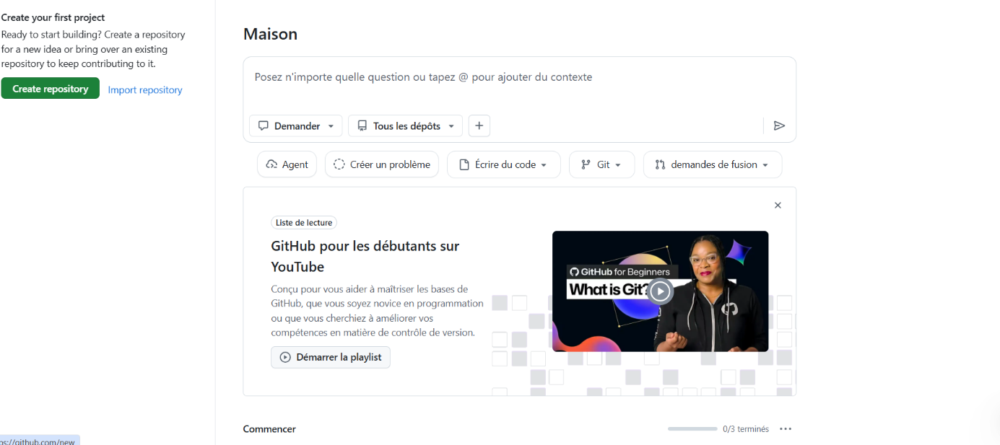 Create your first project
Ready to start building? Create a repository
for a new idea or bring over an existing
repository to keep contributing to it.
Create repository
Import repository
Maison
Posez n'importe quelle question ou tapez @ pour ajouter du contexte
Demander
Tous les dépôts
Agent
Créer un problème
Écrire du code
Git
demandes de fusion
Liste de lecture
GitHub pour les débutants sur
YouTube
Conçu pour vous aider à maîtriser les bases de
GitHub, que vous soyez novice en programmation
ou que vous cherchiez à améliorer vos
compétences en matière de contrôle de version.
Démarrer la playlist
GitHub for Beginners
What is Git?
Commencer
0/3 terminés
ps://github.com/new